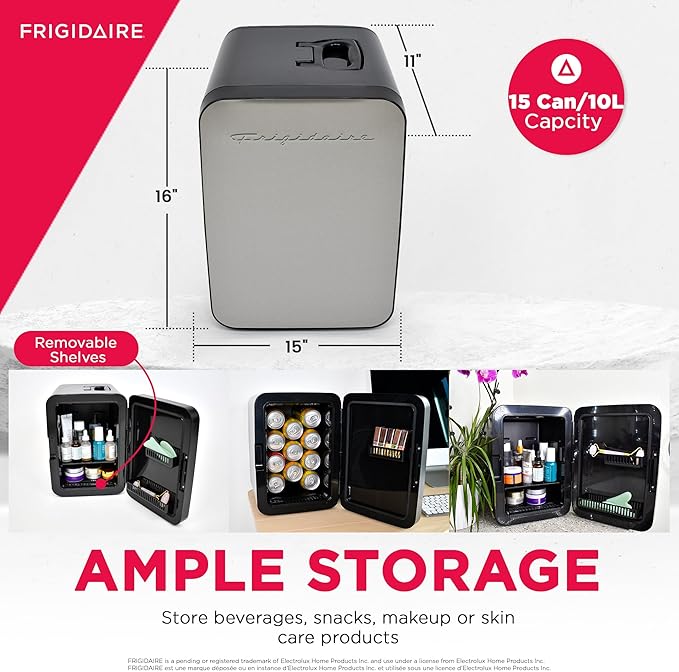 FRIGIDAIRE
11"
15 Can/10L
Capcity
Frigidaire
16"
15"
Removable
Shelves
AMPLE STORAGE
Store beverages, snacks, makeup or skin
care products
FRIGIDAIRE is a pending or registered trademark of Electrolux Home Products Inc. and use under a license from Electrolux Home Products Inc.
FRIGIDAIRE est une marque déposée ou en instance d'Electrolux Home Products Inc. et utilisée sous une licence d'Electrolux Home Products Inc.